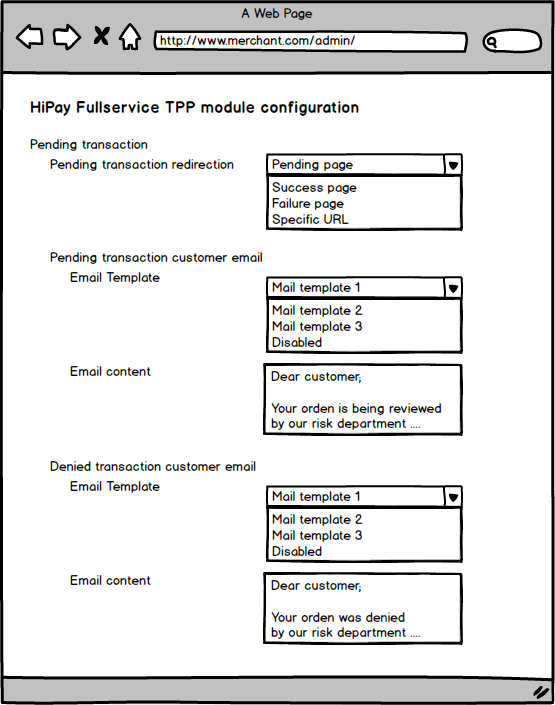 A Web Page
http://www.merchant.com/admin/
HiPay Fullservice TPP module configuration
Pending transaction
Pending transaction redirection
Pending page
Success page
Failure page
Specific URL
Pending transaction customer email
Email Template
Mail template 1
Mail template 2
Mail template 3
Disabled
Email content
Dear customer;
Your orden is being reviewed
by our risk department ....
Denied transaction customer email
Email Template
Mail template 1
Mail template 2
Mail template 3
Disabled
Email content
Dear customer;
Your orden was denied
by our risk department ....